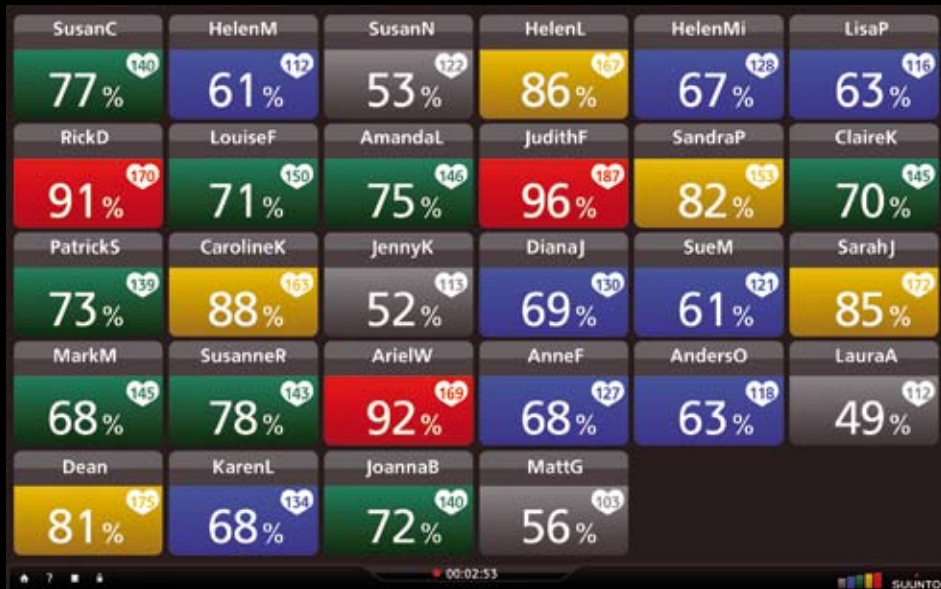 SusanC HelenM SusanN HelenL HelenMi LisaP
140 112 122 167 128 116
77% 61% 53% 86% 67% 63%
RickD LouiseF AmandaL JudithF SandraP ClaireK
170 150 146 187 153 145
91% 71% 75% 96% 82% 70%
PatrickS CarolineK JennyK DianaJ SueM SarahJ
139 163 113 130 121 172
73% 88% 52% 69% 61% 85%
MarkM SusanneR ArielW AnneF AndersO LauraA
145 143 169 127 118 112
68% 78% 92% 68% 63% 49%
Dean KarenL JoannaB MattG
175 134 140 103
81% 68% 72% 56%
? 00:02:53 SUUNTO